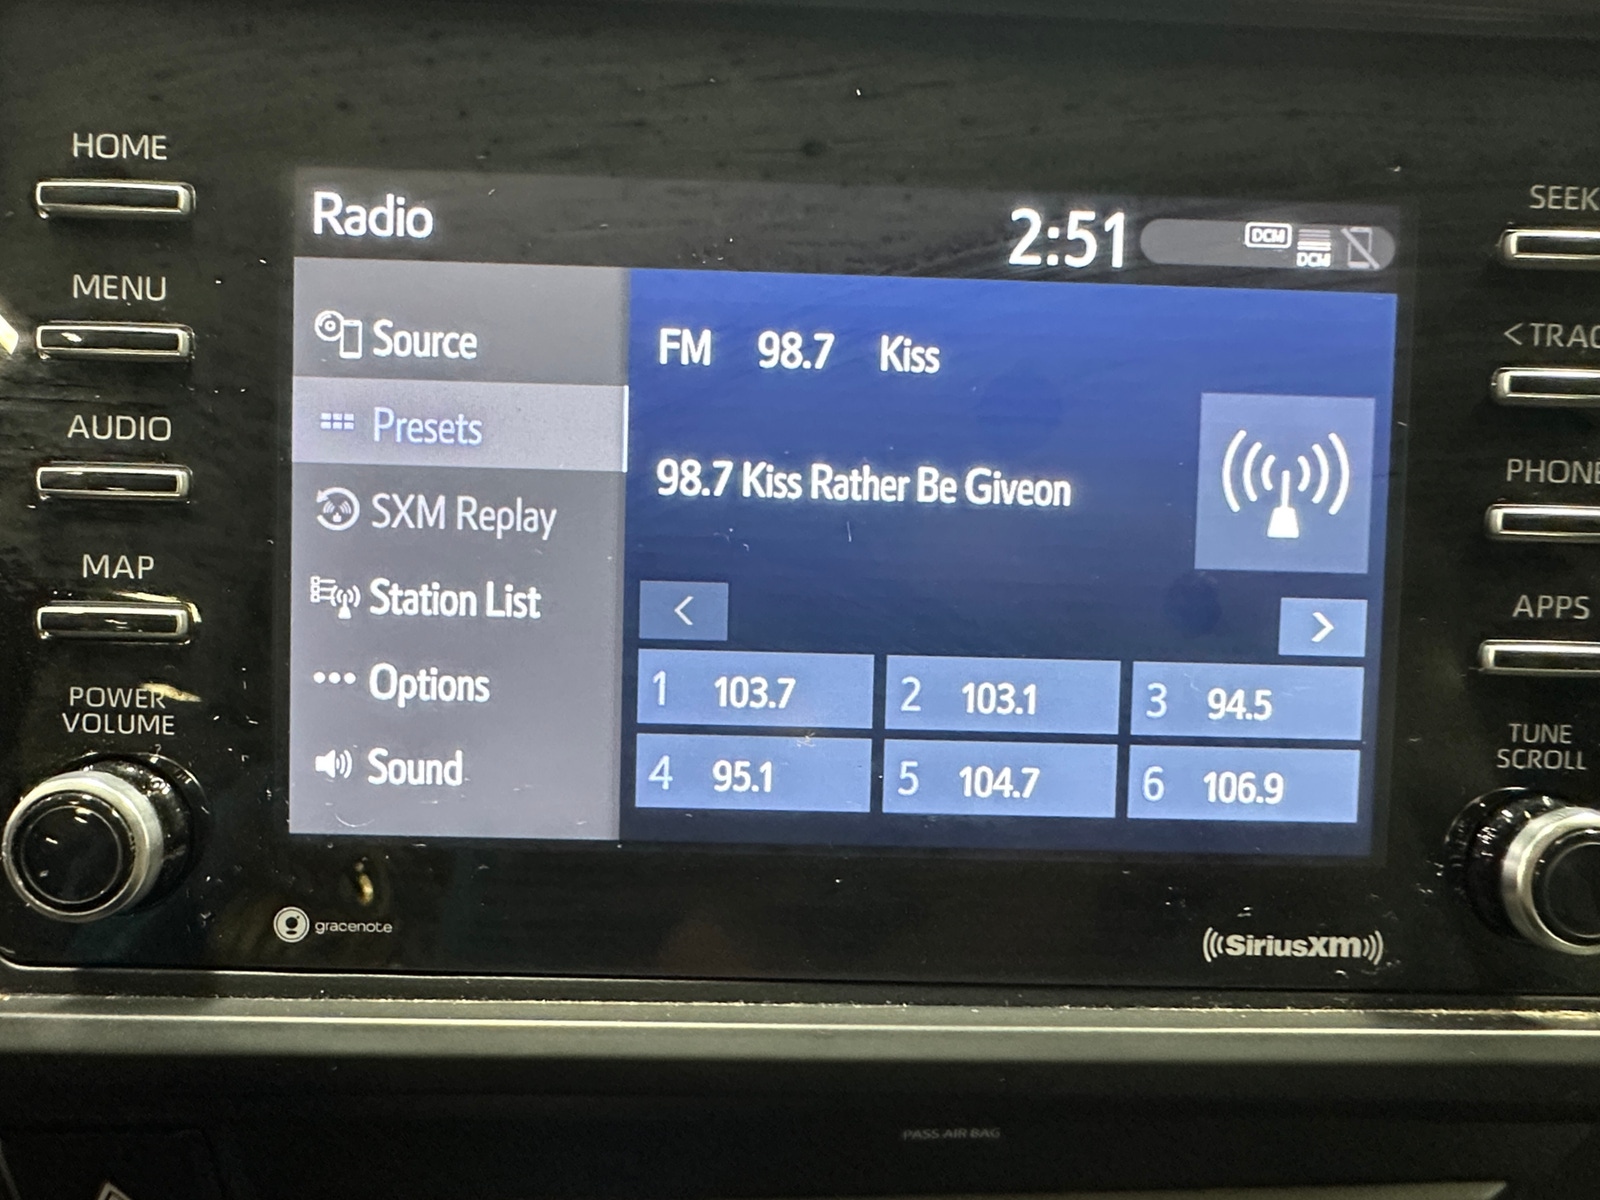 HOME
MENU
AUDIO
MAP
POWER
VOLUME
Radio
2:51
DCM
DCM
Source
Presets
SXM Replay
Station List
Options
Sound
FM 98.7 Kiss
98.7 Kiss Rather Be Giveon
<
>
1 103.7
2 103.1
3 94.5
4 95.1
5 104.7
6 106.9
SEEK
< TRAC
PHONE
APPS
TUNE
SCROLL
gracenote
SiriusXM
PASS AIR BAG